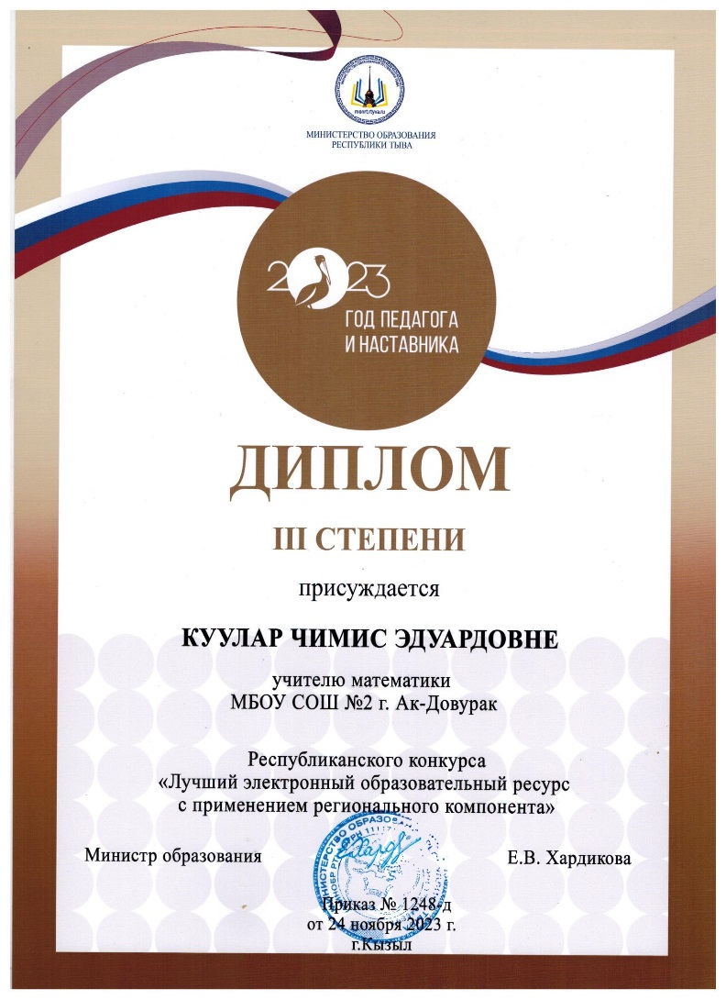 monrf.rtyva.ru
МИНИСТЕРСТВО ОБРАЗОВАНИЯ
РЕСПУБЛИКИ ТЫВА
2023
ГОД ПЕДАГОГА
И НАСТАВНИКА
ДИПЛОМ
III СТЕПЕНИ
присуждается
КУУЛАР ЧИМИС ЭДУАРДОВНЕ
учителю математики
МБОУ СОШ №2 г. Ак-Довурак
Республиканского конкурса
«Лучший электронный образовательный ресурс
с применением регионального компонента»
Министр образования
Е.В. Хардикова
Приказ № 1248-д
от 24 ноября 2023 г.
г.Кызыл